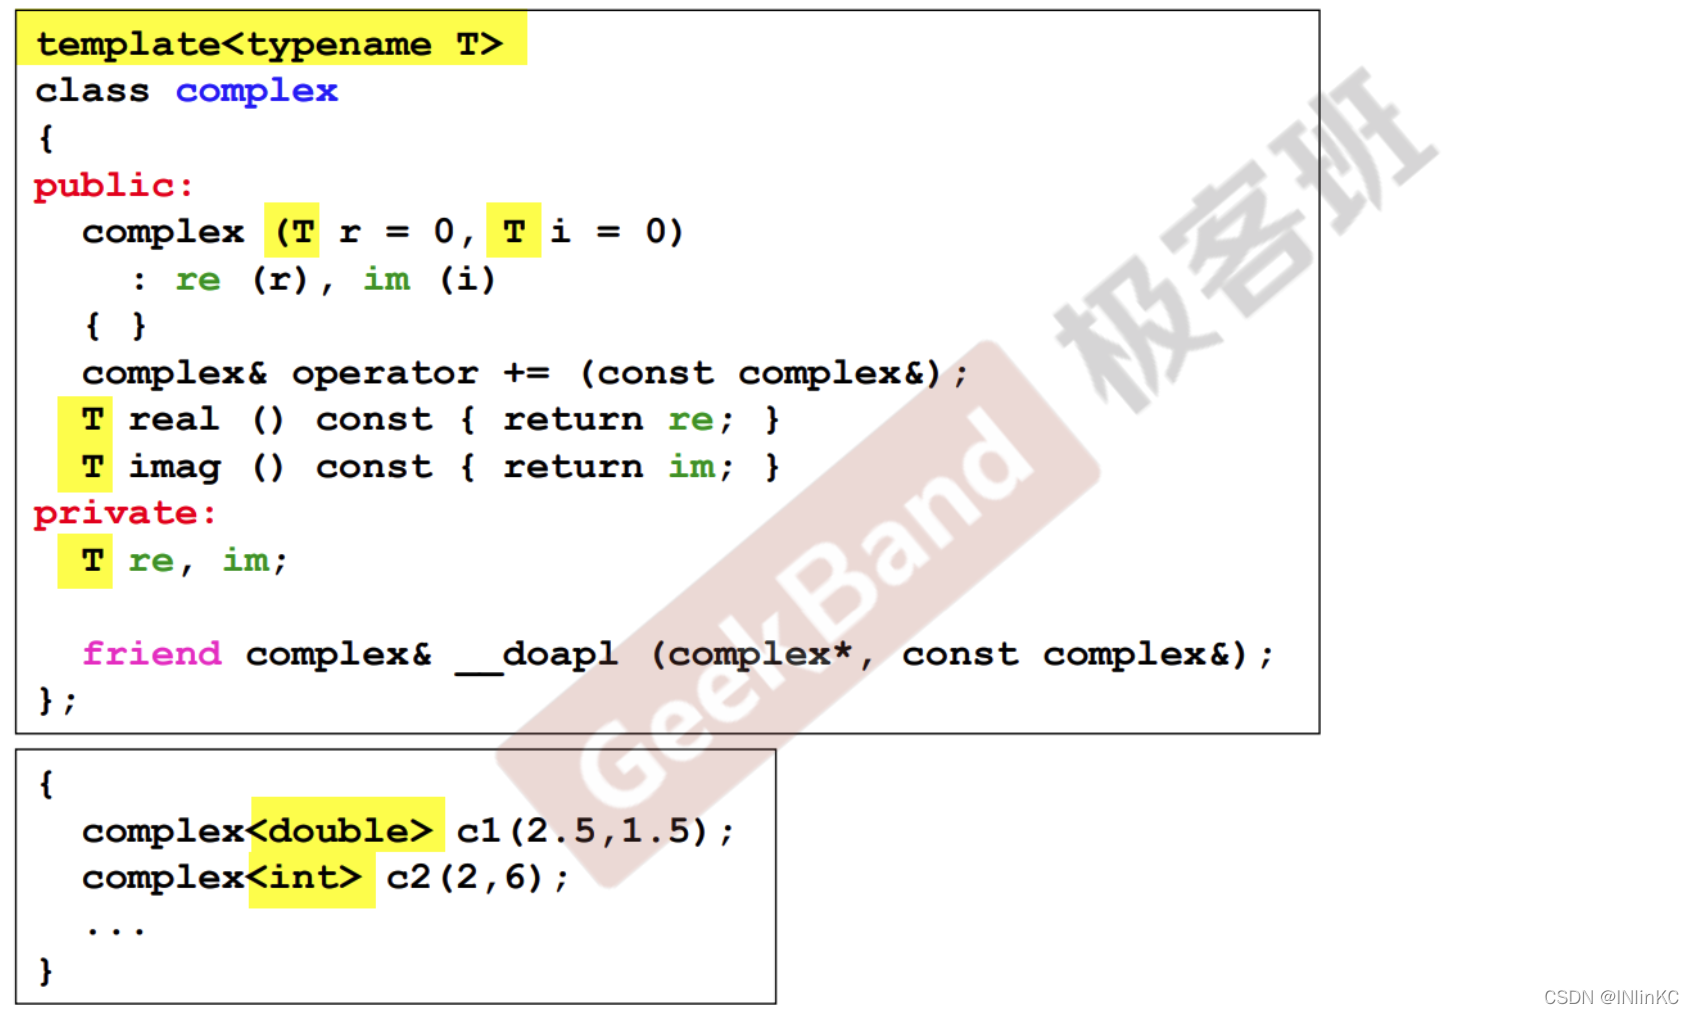 template<typename T>
class complex
{
public:
  complex (T r = 0, T i = 0)
    : re (r), im (i)
  { }
  complex& operator += (const complex&);
  T real () const { return re; }
  T imag () const { return im; }
private:
  T re, im;
  friend complex& __doapl (complex*, const complex&);
};
{
  complex<double> c1(2.5,1.5);
  complex<int> c2(2,6);
  ...
}
GeekBand 极客班
CSDN @INlinKC